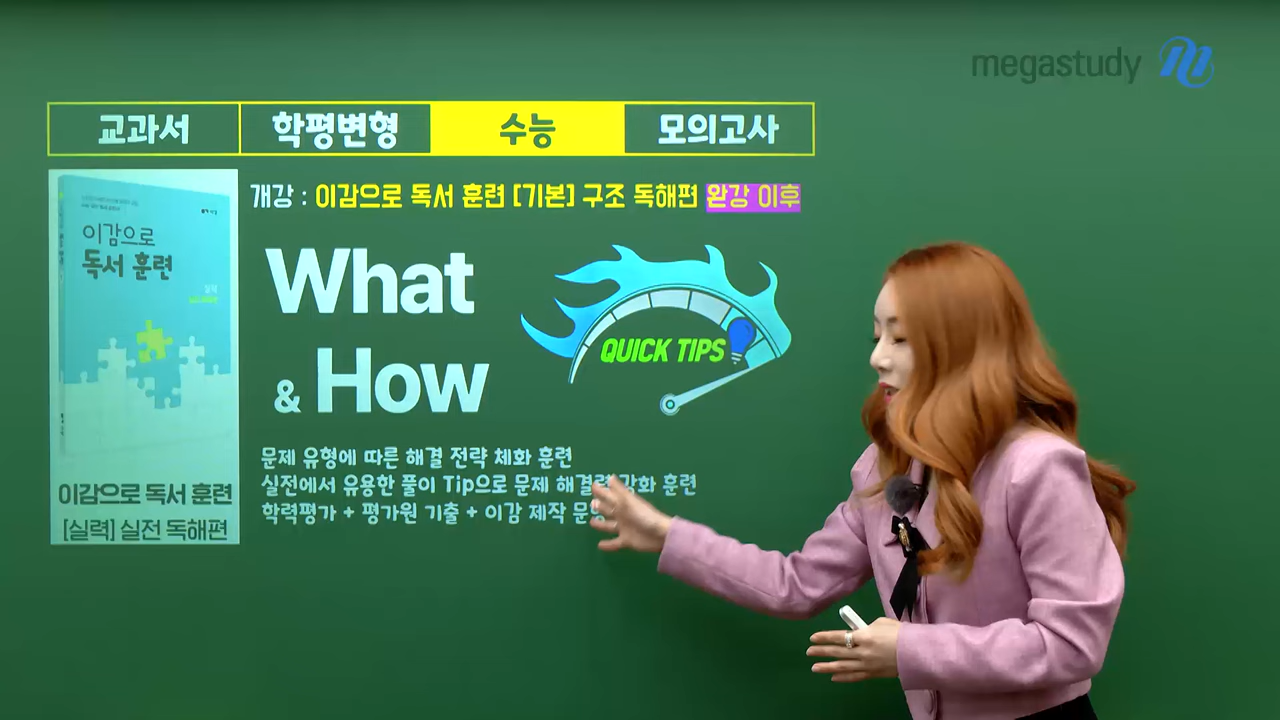 megastudy
교과서 학평변형 수능 모의고사
개강 : 이감으로 독서 훈련 [기본] 구조 독해편 완강 이후
이감으로
독서 훈련
What
& How
QUICK TIPS
문제 유형에 따른 해결 전략 체화 훈련
실전에서 유용한 풀이 Tip으로 문제 해결력 강화 훈련
학력평가 + 평가원 기출 + 이감 제작 문항
이감으로 독서 훈련
[실력] 실전 독해편